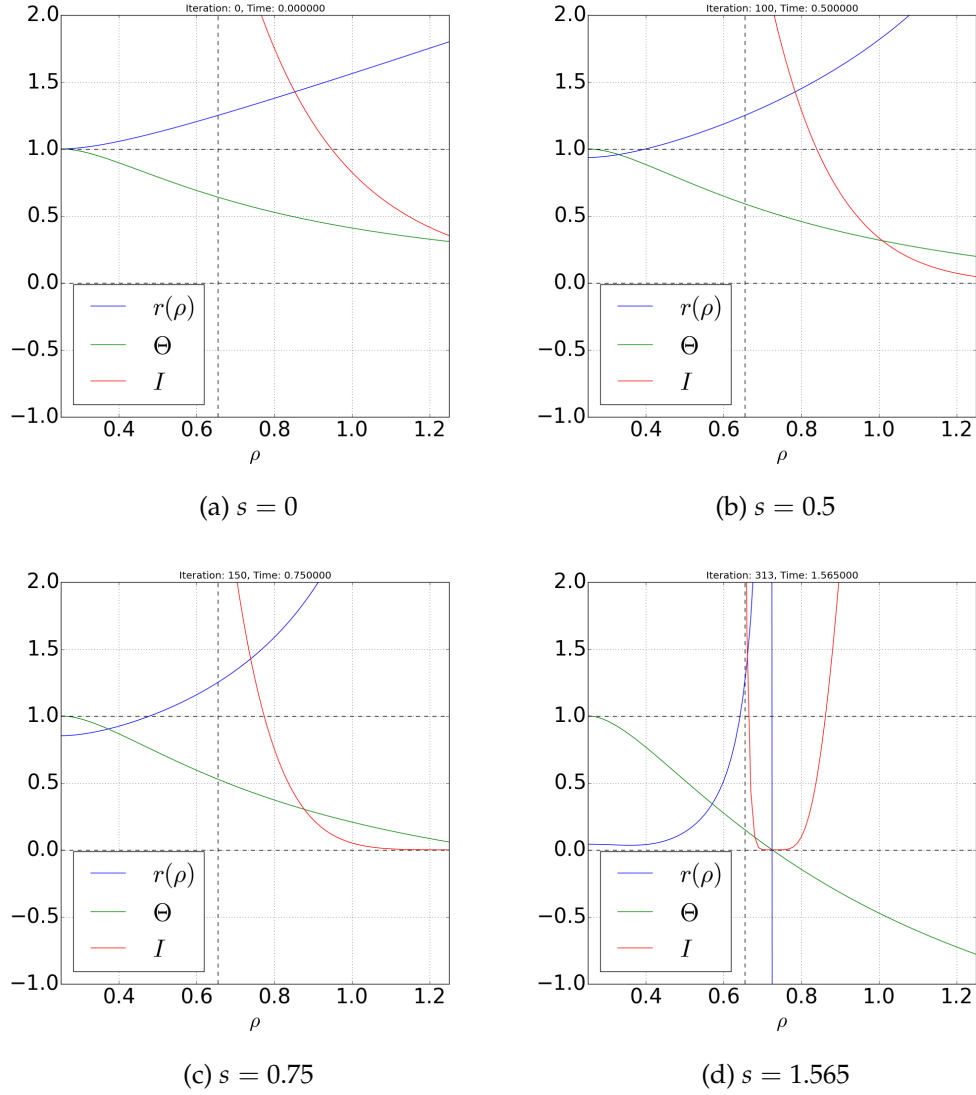 Iteration: 0, Time: 0.000000
2.0
1.5
1.0
0.5
0.0
−0.5
−1.0
r(ρ)
Θ
I
0.4 0.6 0.8 1.0 1.2
ρ
(a) s = 0
Iteration: 100, Time: 0.500000
2.0
1.5
1.0
0.5
0.0
−0.5
−1.0
r(ρ)
Θ
I
0.4 0.6 0.8 1.0 1.2
ρ
(b) s = 0.5
Iteration: 150, Time: 0.750000
2.0
1.5
1.0
0.5
0.0
−0.5
−1.0
r(ρ)
Θ
I
0.4 0.6 0.8 1.0 1.2
ρ
(c) s = 0.75
Iteration: 313, Time: 1.565000
2.0
1.5
1.0
0.5
0.0
−0.5
−1.0
r(ρ)
Θ
I
0.4 0.6 0.8 1.0 1.2
ρ
(d) s = 1.565